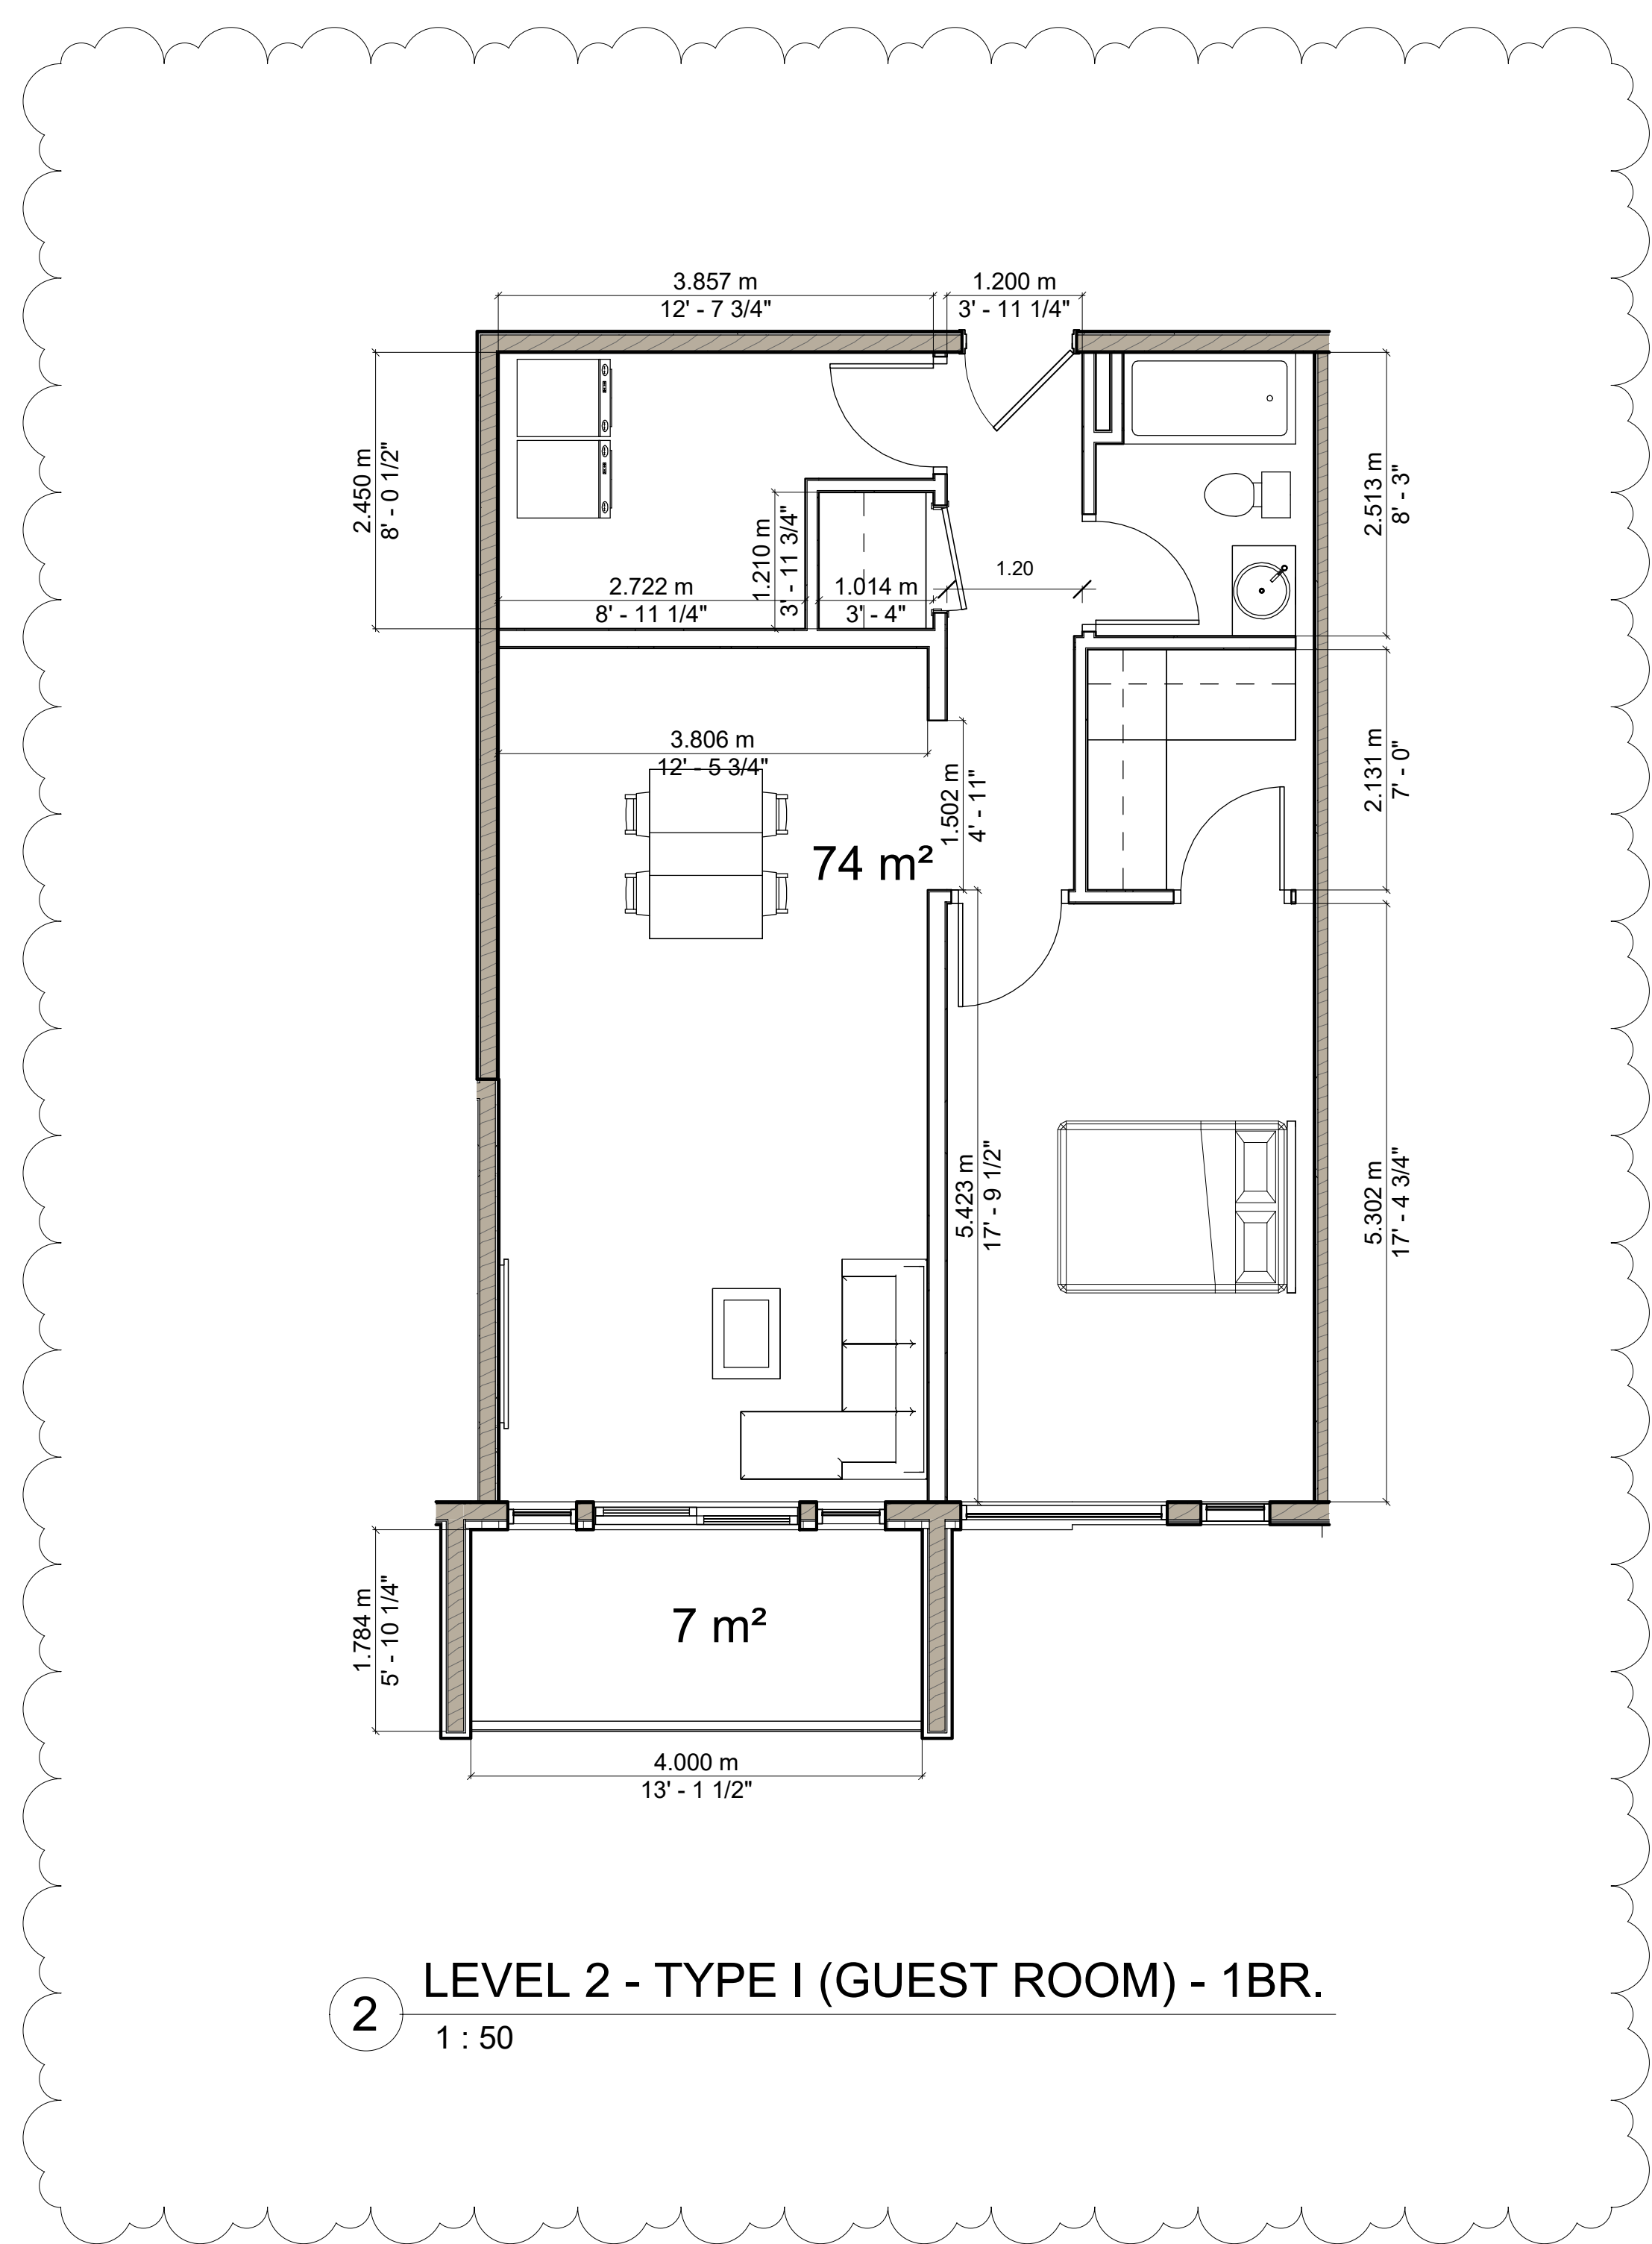 3.857 m
12' - 7 3/4"
1.200 m
3' - 11 1/4"
2.450 m
8' - 0 1/2"
2.513 m
8' - 3"
1.210 m
3' - 11 3/4"
2.722 m
8' - 11 1/4"
1.014 m
3' - 4"
1.20
3.806 m
12' - 5 3/4"
1.502 m
4' - 11"
2.131 m
7' - 0"
74 m²
5.423 m
17' - 9 1/2"
5.302 m
17' - 4 3/4"
1.784 m
5' - 10 1/4"
7 m²
4.000 m
13' - 1 1/2"
2
LEVEL 2 - TYPE I (GUEST ROOM) - 1BR.
1 : 50